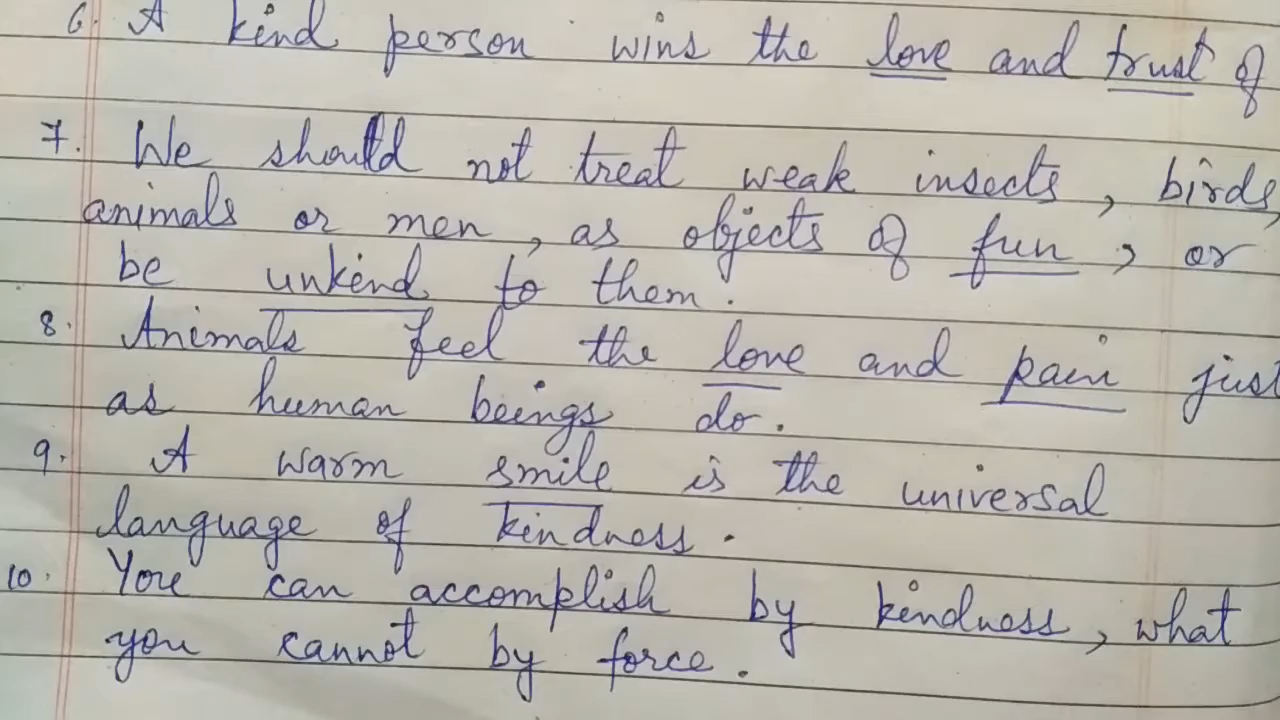 6. A kind person wins the love and trust of
7. We should not treat weak insects, birds,
animals or men, as objects of fun, or
be unkind to them.
8. Animals feel the love and pain just
as human beings do.
9. A warm smile is the universal
language of kindness.
10. You can accomplish by kindness, what
you cannot by force.